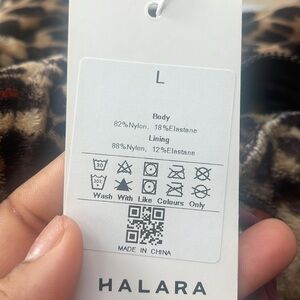 L
Body
82%Nylon, 18%Elastane
Lining
88%Nylon, 12%Elastane
Wash With Like Colours Only
MADE IN CHINA
HALARA